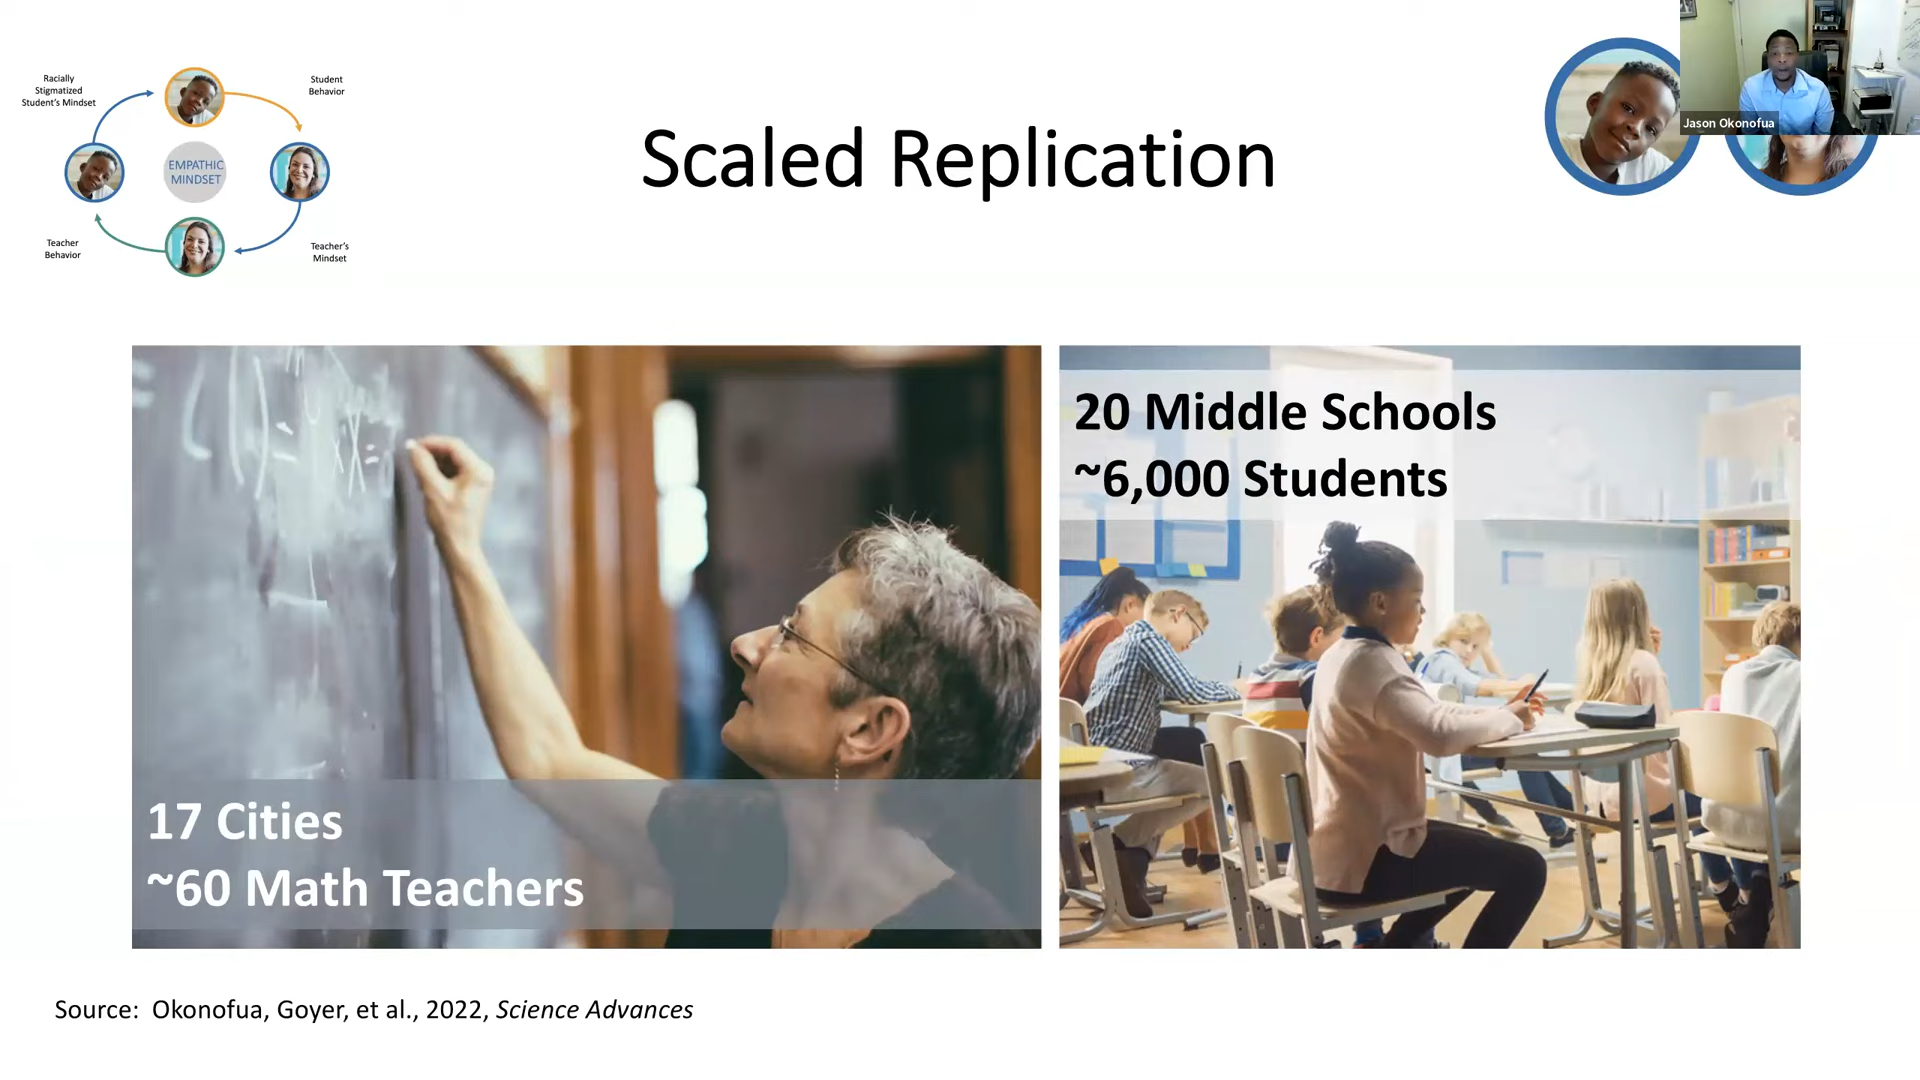 Racially
Stigmatized
Student's Mindset
Student
Behavior
EMPATHIC
MINDSET
Teacher
Behavior
Teacher's
Mindset
Scaled Replication
Jason Okonofua
17 Cities
~60 Math Teachers
20 Middle Schools
~6,000 Students
Source:  Okonofua, Goyer, et al., 2022, Science Advances